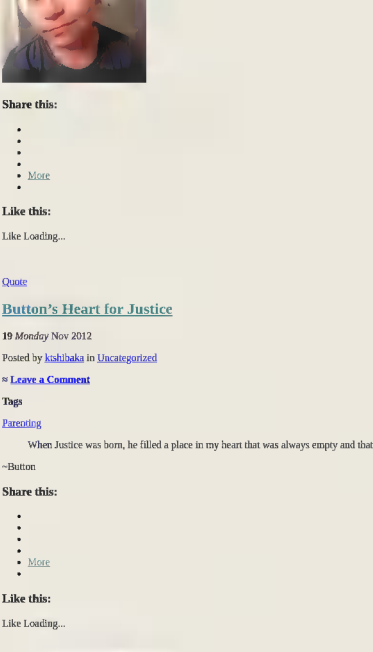 Share this:
More
Like this:
Like Loading...
Quote
Button’s Heart for Justice
19 Monday Nov 2012
Posted by ktshibaka in Uncategorized
≈ Leave a Comment
Tags
Parenting
When Justice was born, he filled a place in my heart that was always empty and that
~Button
Share this:
More
Like this:
Like Loading...